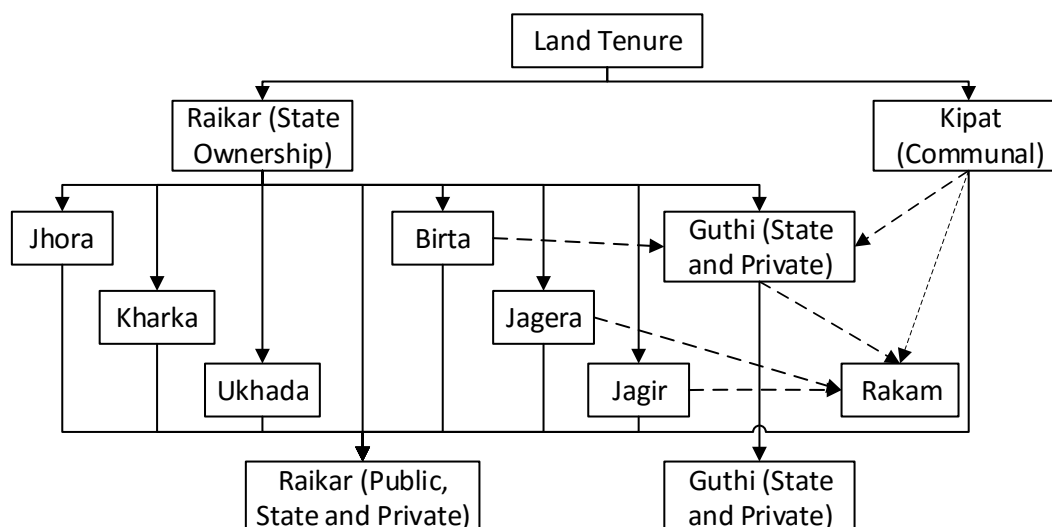 Land Tenure
Raikar (State
Ownership)
Kipat
(Communal)
Jhora
Birta
Guthi (State
and Private)
Kharka
Jagera
Ukhada
Jagir
Rakam
Raikar (Public,
State and Private)
Guthi (State
and Private)